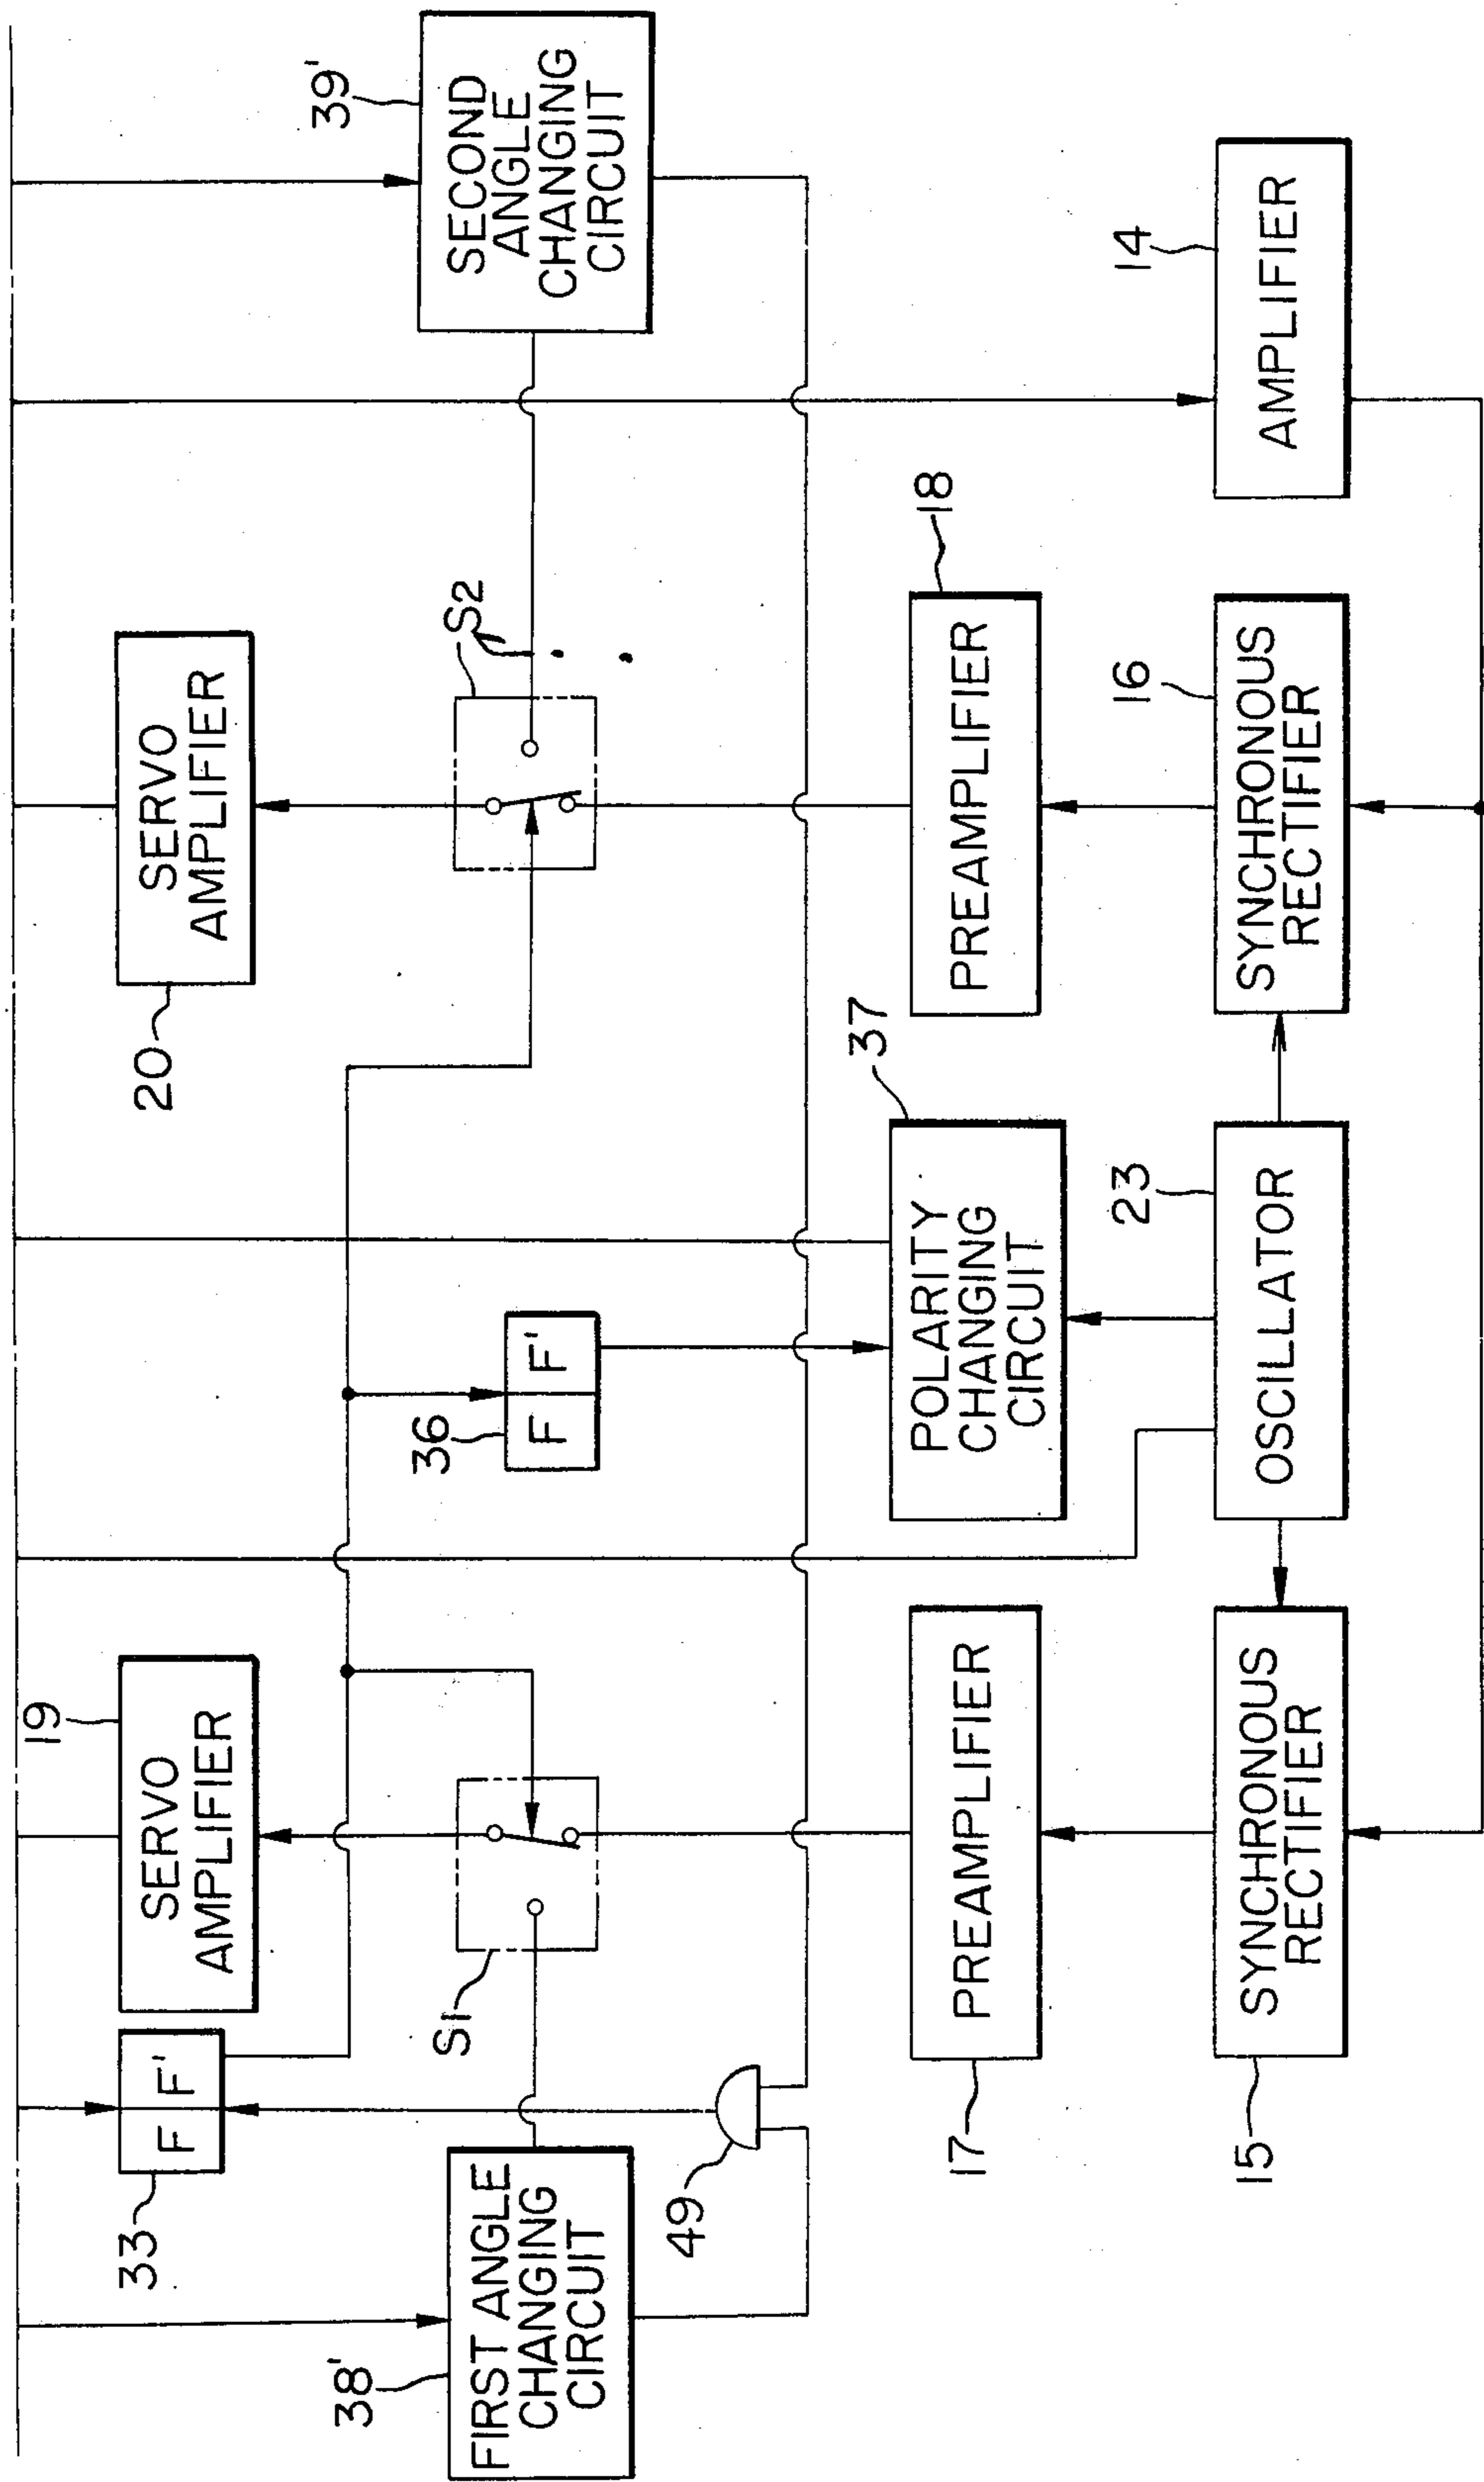 33
F F'
19
SERVO
AMPLIFIER
20
SERVO
AMPLIFIER
38'
FIRST ANGLE
CHANGING
CIRCUIT
S1
36
F F'
S2
39'
SECOND
ANGLE
CHANGING
CIRCUIT
49
17
PREAMPLIFIER
37
POLARITY
CHANGING
CIRCUIT
18
PREAMPLIFIER
15
SYNCHRONOUS
RECTIFIER
23
OSCILLATOR
16
SYNCHRONOUS
RECTIFIER
14
AMPLIFIER